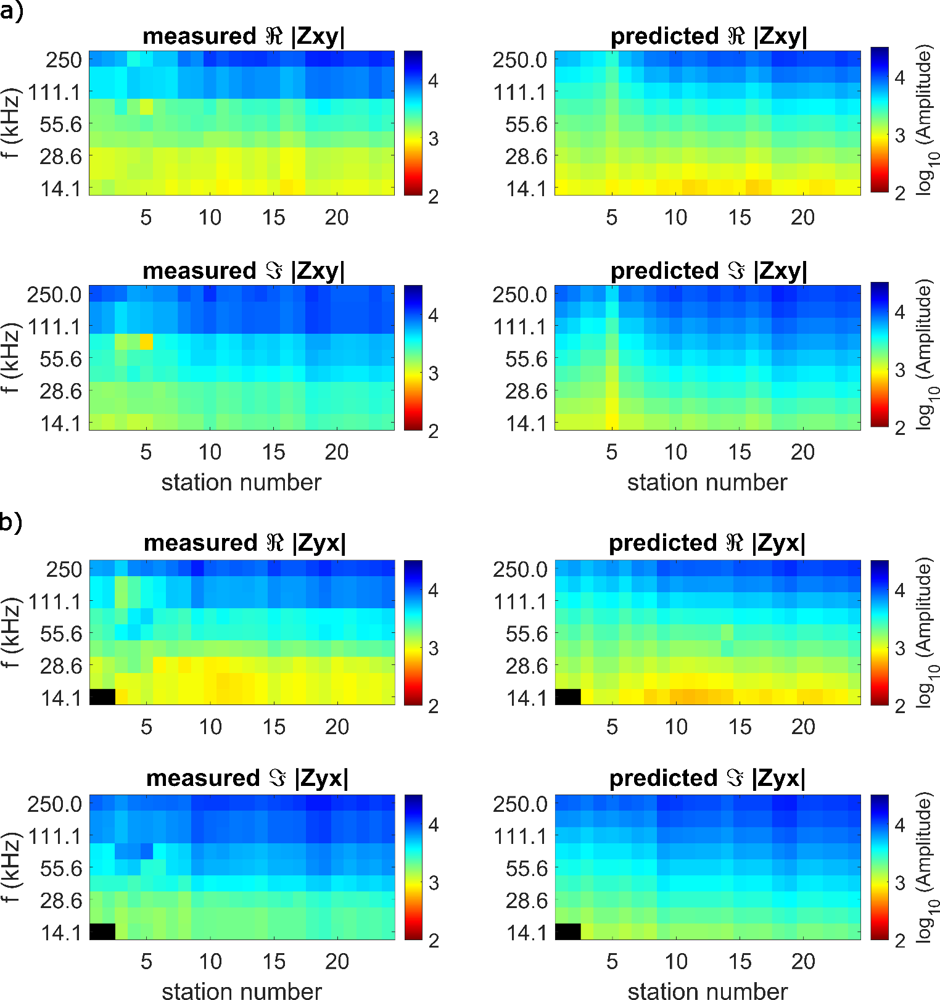 a)
measured ℜ |Zxy|
predicted ℜ |Zxy|
f (kHz)
250
111.1
55.6
28.6
14.1
5 10 15 20
4
3
2
250.0
111.1
55.6
28.6
14.1
5 10 15 20
4
3
2
log10 (Amplitude)
measured ℑ |Zxy|
predicted ℑ |Zxy|
f (kHz)
250.0
111.1
55.6
28.6
14.1
5 10 15 20
station number
4
3
2
250.0
111.1
55.6
28.6
14.1
5 10 15 20
station number
4
3
2
log10 (Amplitude)
b)
measured ℜ |Zyx|
predicted ℜ |Zyx|
f (kHz)
250
111.1
55.6
28.6
14.1
5 10 15 20
4
3
2
250.0
111.1
55.6
28.6
14.1
5 10 15 20
4
3
2
log10 (Amplitude)
measured ℑ |Zyx|
predicted ℑ |Zyx|
f (kHz)
250.0
111.1
55.6
28.6
14.1
5 10 15 20
station number
4
3
2
250.0
111.1
55.6
28.6
14.1
5 10 15 20
station number
4
3
2
log10 (Amplitude)